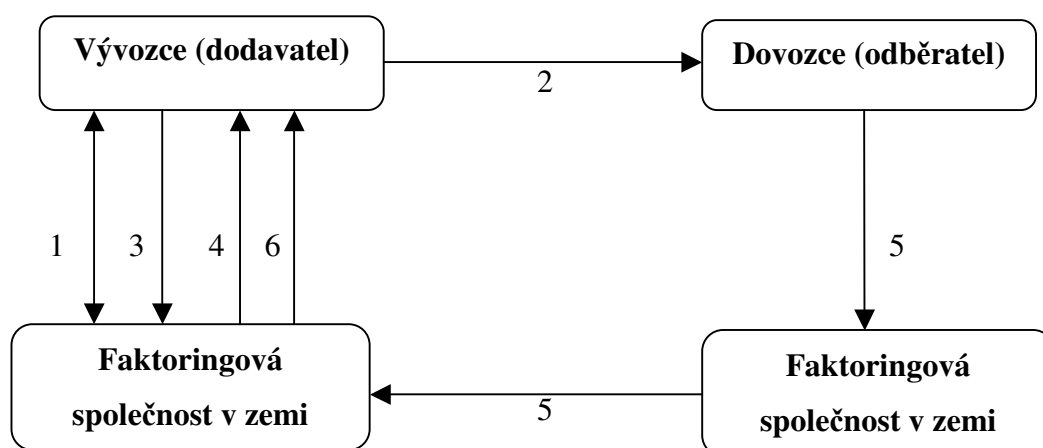 Vývozce (dodavatel)
Dovozce (odběratel)
2
1
3
4
6
5
Faktoringová
společnost v zemi
5
Faktoringová
společnost v zemi